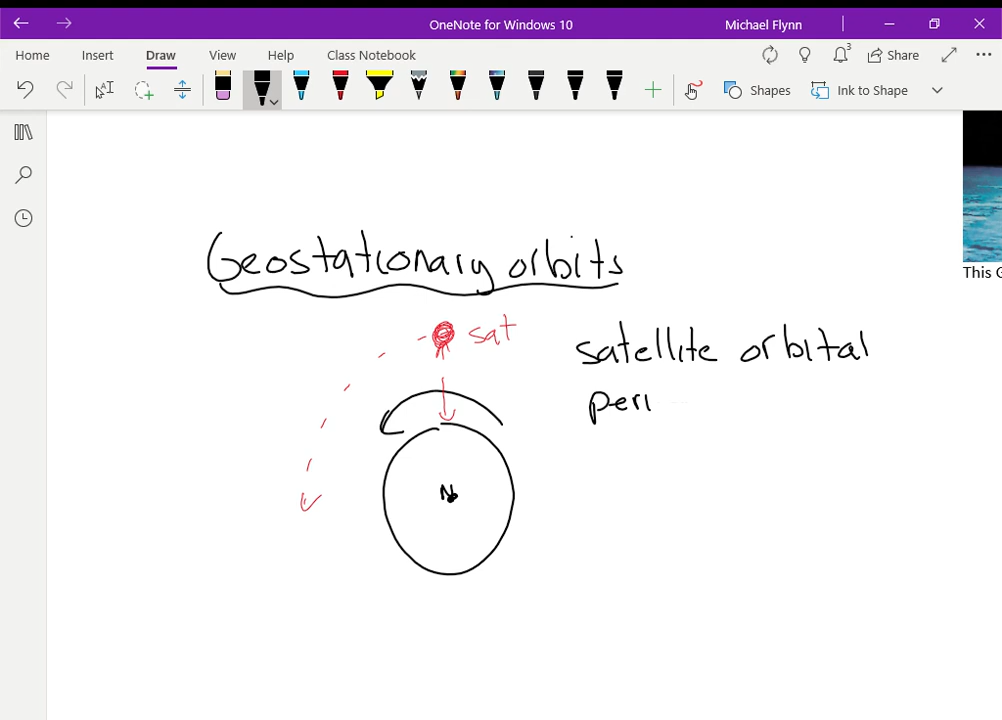 OneNote for Windows 10
Michael Flynn
Home Insert Draw View Help Class Notebook
3
Share
Shapes
Ink to Shape
Geostationary orbits
This G
sat
satellite orbital
peri
N